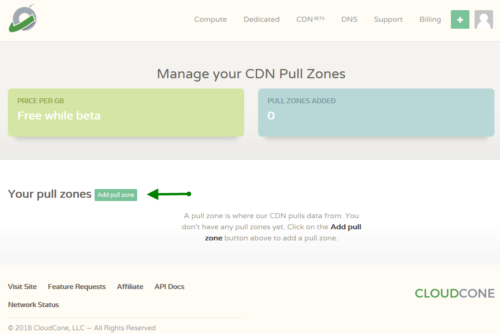 Compute Dedicated CDN BETA DNS Support Billing +
Manage your CDN Pull Zones
PRICE PER GB
Free while beta
PULL ZONES ADDED
0
Your pull zones Add pull zone
A pull zone is where our CDN pulls data from. You
don't have any pull zones yet. Click on the Add pull
zone button above to add a pull zone.
Visit Site Feature Requests Affiliate API Docs
Network Status
CLOUDCONE
© 2018 CloudCone, LLC — All Rights Reserved